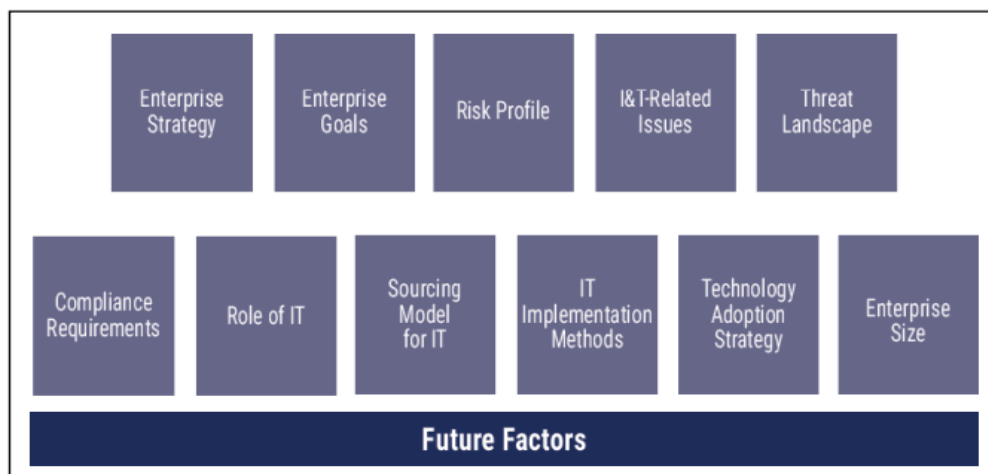 Enterprise
Strategy
Enterprise
Goals
Risk Profile
I&T-Related
Issues
Threat
Landscape
Compliance
Requirements
Role of IT
Sourcing
Model
for IT
IT
Implementation
Methods
Technology
Adoption
Strategy
Enterprise
Size
Future Factors